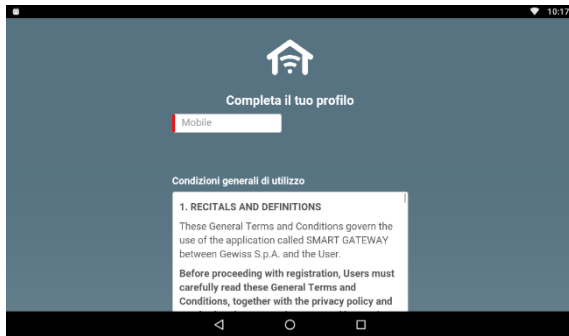 10:17
Completa il tuo profilo
Mobile
Condizioni generali di utilizzo
1. RECITALS AND DEFINITIONS
These General Terms and Conditions govern the
use of the application called SMART GATEWAY
between Gewiss S.p.A. and the User.
Before proceeding with registration, Users must
carefully read these General Terms and
Conditions, together with the privacy policy and